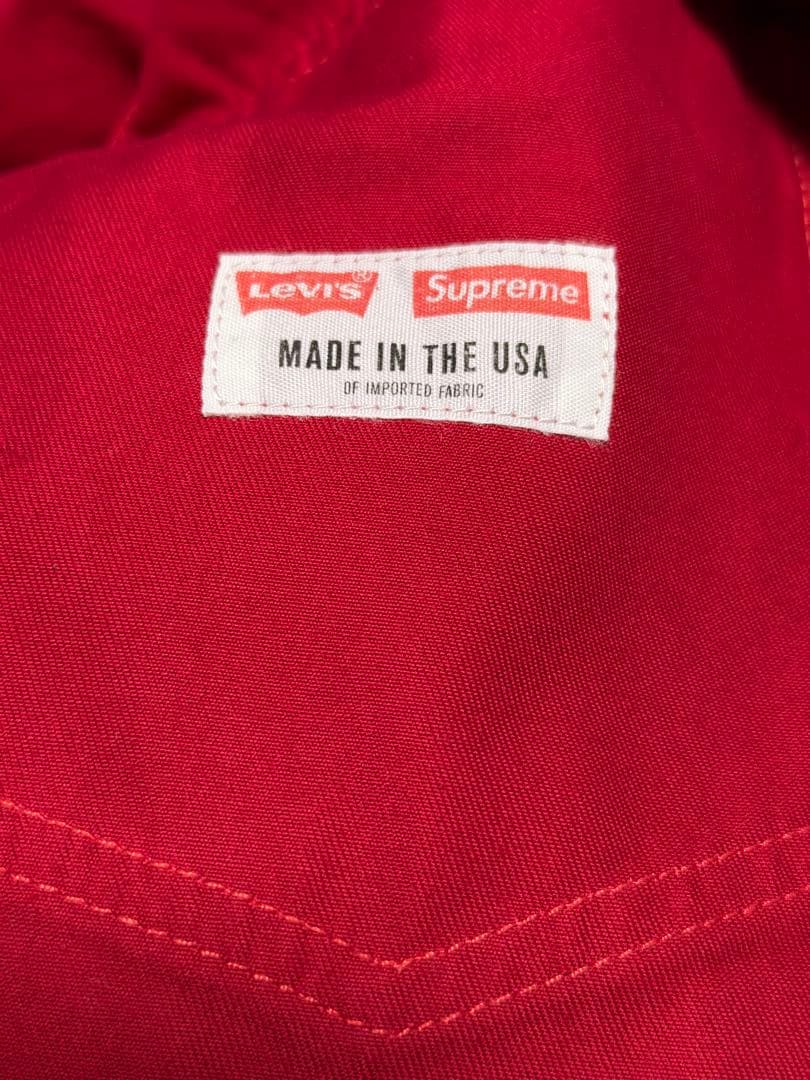 Levi's® Supreme
MADE IN THE USA
OF IMPORTED FABRIC